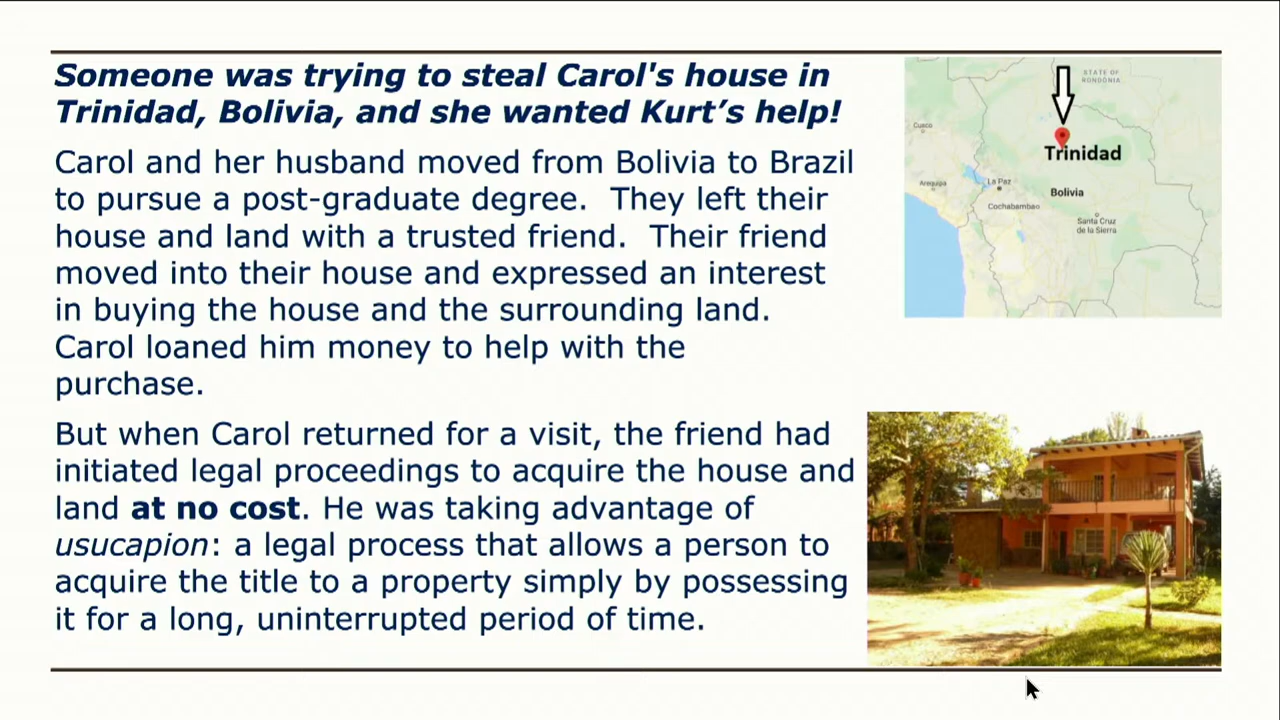 Someone was trying to steal Carol's house in
Trinidad, Bolivia, and she wanted Kurt’s help!
Carol and her husband moved from Bolivia to Brazil
to pursue a post-graduate degree.  They left their
house and land with a trusted friend.  Their friend
moved into their house and expressed an interest
in buying the house and the surrounding land.
Carol loaned him money to help with the
purchase.
But when Carol returned for a visit, the friend had
initiated legal proceedings to acquire the house and
land at no cost. He was taking advantage of
usucapion: a legal process that allows a person to
acquire the title to a property simply by possessing
it for a long, uninterrupted period of time.
STATE OF
RONDONIA
Cusco
Trinidad
Arequipa
La Paz
Bolivia
Cochabambao
Santa Cruz
de la Sierra